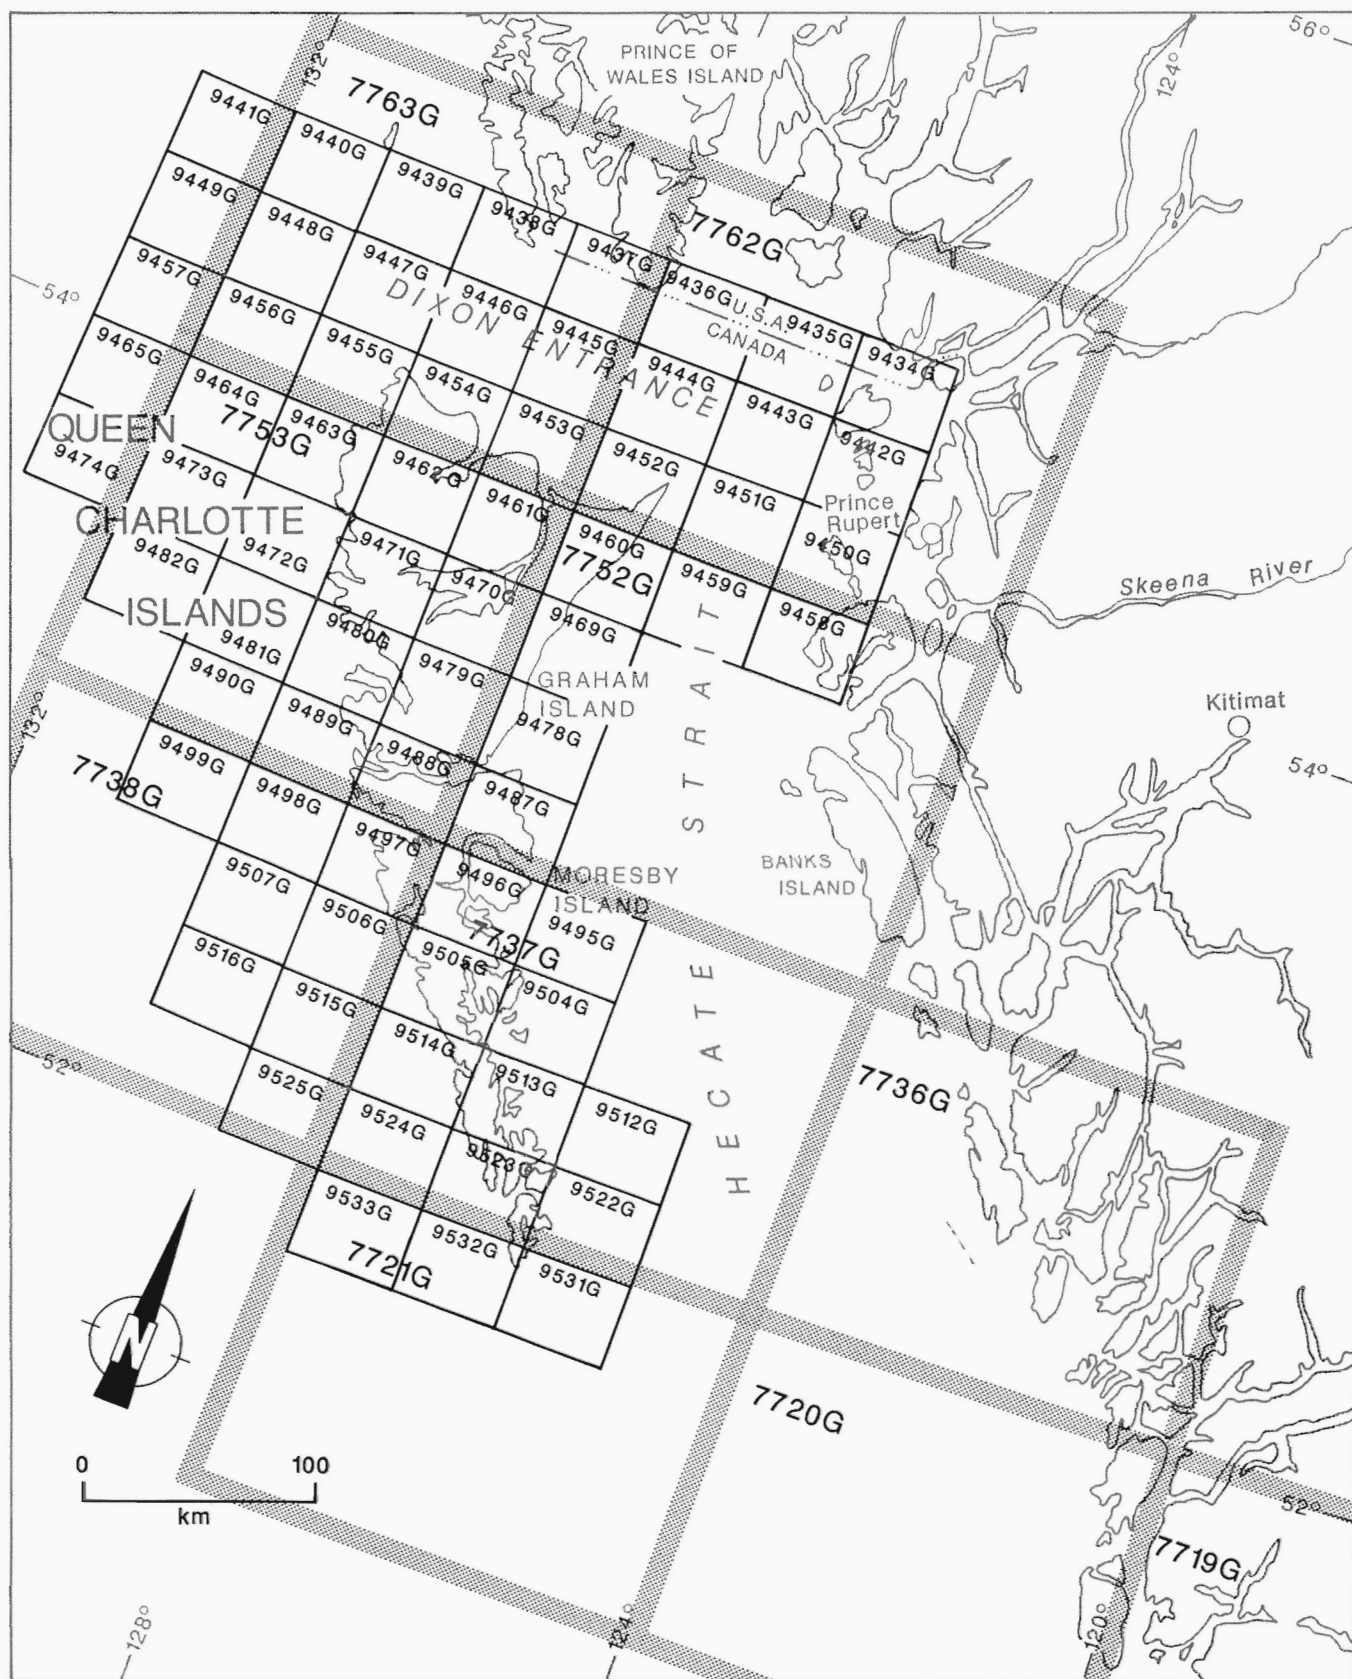 56°
PRINCE OF
WALES ISLAND
132°
124°
7763G
9441G
9440G
9439G
9438G
9437G
7762G
9449G
9448G
9447G
9446G
9445G
9436G
U.S.A.
9435G
9434G
CANADA
DIXON ENTRANCE
54°
9457G
9456G
9455G
9454G
9453G
9444G
9443G
9442G
9465G
9464G
9463G
9462G
9461G
9452G
9451G
9450G
QUEEN
CHARLOTTE
ISLANDS
7753G
Prince
Rupert
9474G
9473G
9472G
9471G
9470G
9460G
9459G
9458G
7752G
Skeena River
9482G
9481G
9480G
9479G
9469G
9478G
GRAHAM
ISLAND
HECATE STRAIT
Kitimat
54°
132°
9490G
9489G
9488G
9487G
7738G
9499G
9498G
9497G
9496G
9495G
MORESBY
ISLAND
BANKS
ISLAND
9507G
9506G
9505G
9504G
7737G
9516G
9515G
9514G
9513G
9512G
7736G
52°
9525G
9524G
9523G
9522G
9533G
9532G
9531G
7721G
N
7720G
0 100
km
52°
7719G
128°
124°
120°